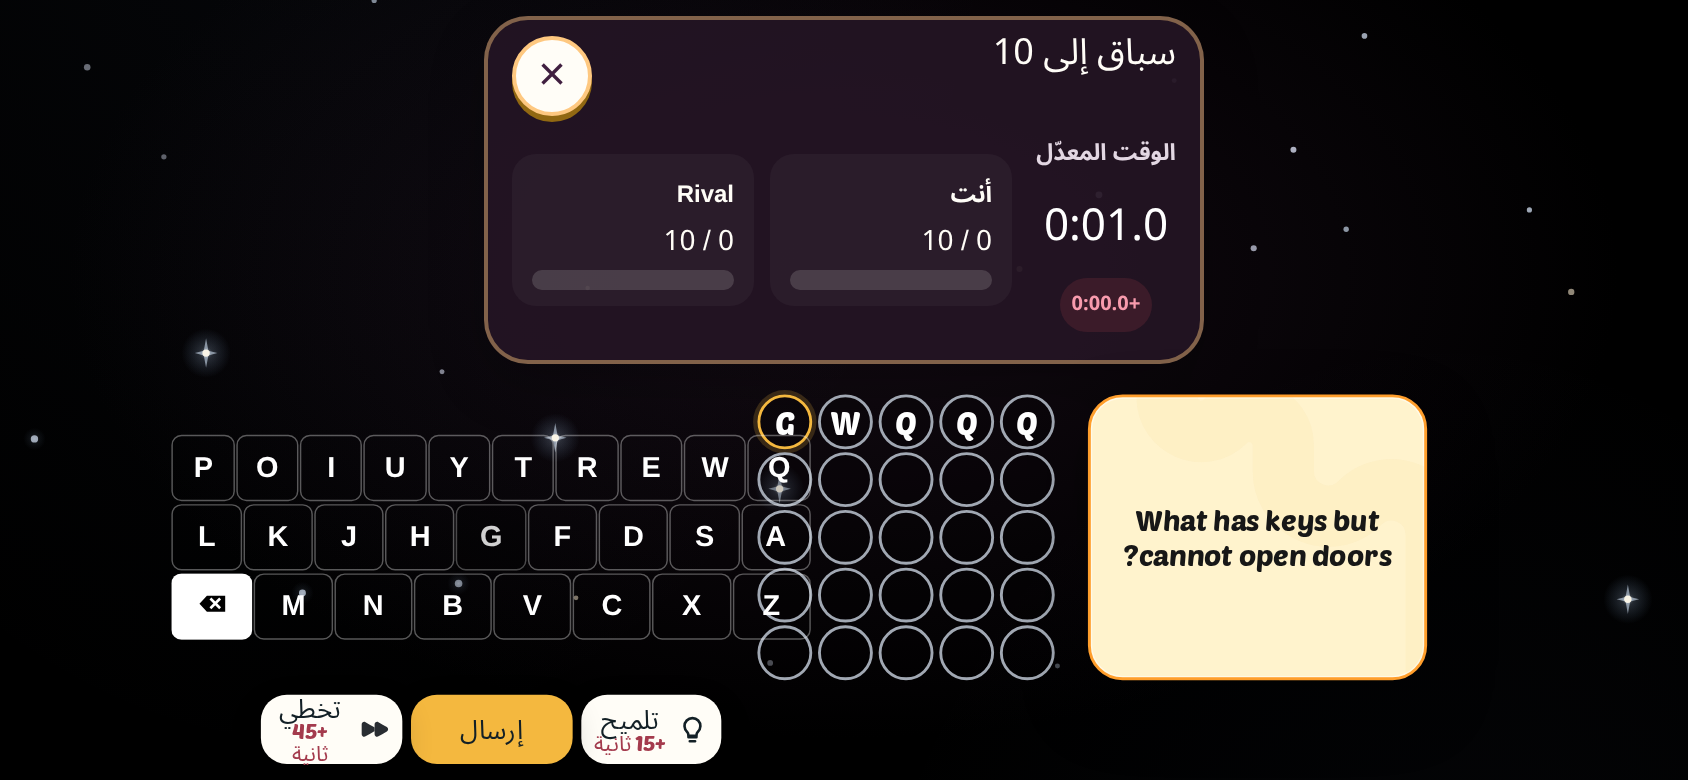 سباق إلى 10
الوقت المعدّل
0:01.0
0:00.0+
أنت
10 / 0
Rival
10 / 0
What has keys but
?cannot open doors
G W Q Q Q
P O I U Y T R E W Q
L K J H G F D S A
M N B V C X Z
تلميح
+15 ثانية
إرسال
تخطي
+45
ثانية